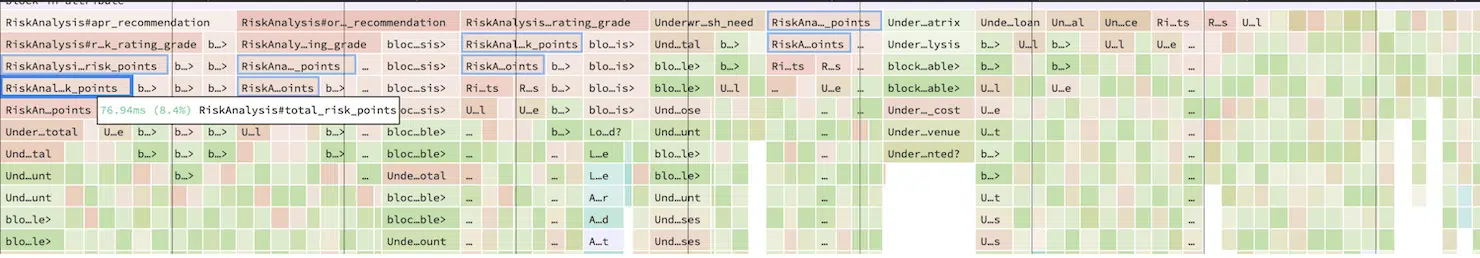 block in attribute
RiskAnalysis#apr_recommendation RiskAnalysis#or…_recommendation RiskAnalysis…rating_grade Underwr…sh_need RiskAna…_points Under…atrix Unde…loan Un…al Un…ce Ri…ts R…s U…l
RiskAnalysis#r…k_rating_grade b…> RiskAnaly…ing_grade bloc…sis> RiskAnal…k_points blo…is> Und…tal b…> RiskA…oints … Under…lysis b…> U…l b…> U…l U…e …
RiskAnalysi…risk_points b…> b…> RiskAna…_points … bloc…sis> RiskA…oints b…> blo…is> blo…le> b…> Ri…ts R…s … block…able> b…> b…>
RiskAnal…k_points b…> b…> b…> RiskA…oints … bloc…sis> Ri…ts R…s b…> blo…is> blo…le> U…l … U…e … block…able> U…l U…e …
RiskAn…points 76.94ms (8.4%) RiskAnalysis#total_risk_points …sis> U…l U…e … blo…is> Und…ose … Under…_cost U…e …
Under…total U…e b…> b…> b…> U…l b…> … bloc…ble> … b…> Lo…d? Und…unt … Under…venue U…t …
Und…tal b…> b…> b…> b…> … bloc…ble> … … L…e blo…le> … Under…nted? b…> …
Und…unt b…> … Unde…otal … … L…e blo…le> … b…> …
Und…unt bloc…ble> … … A…r Und…unt … U…t …
blo…le> bloc…ble> … … A…d Und…ses … U…s …
blo…le> Unde…ount … … A…t Und…ses … U…s …